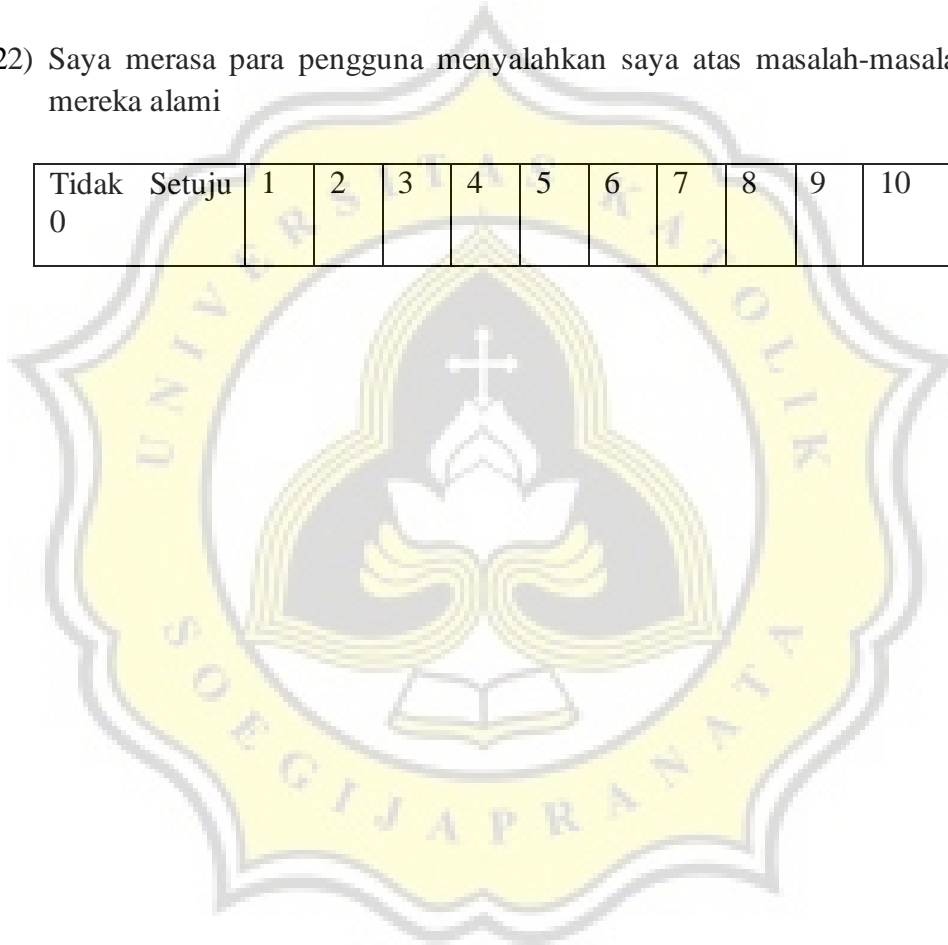 22) Saya merasa para pengguna menyalahkan saya atas masalah-masala
mereka alami
Tidak Setuju 0 1 2 3 4 5 6 7 8 9 10
UNIVERSITAS KATOLIK
SOEGIJAPRANATA